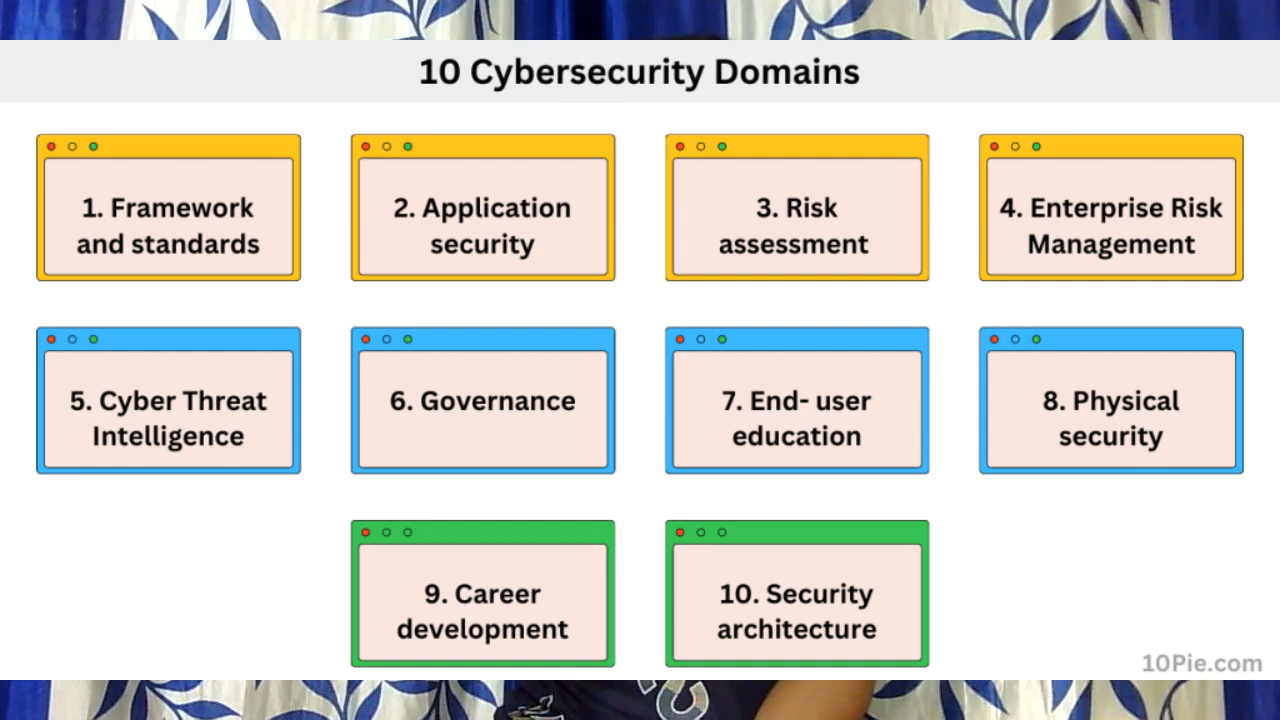 10 Cybersecurity Domains
1. Framework
and standards
2. Application
security
3. Risk
assessment
4. Enterprise Risk
Management
5. Cyber Threat
Intelligence
6. Governance
7. End- user
education
8. Physical
security
9. Career
development
10. Security
architecture
10Pie.com